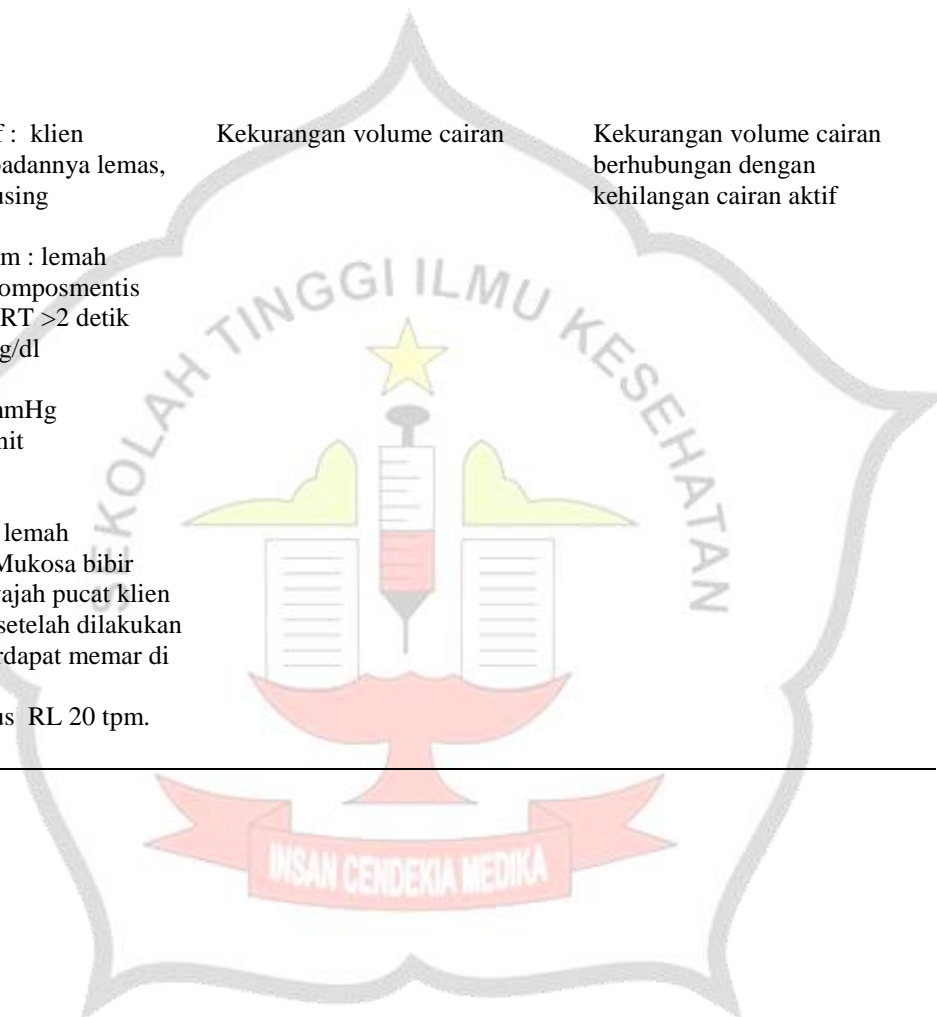 f : klien
badannya lemas,
using
m : lemah
omposmentis
RT >2 detik
g/dl
mHg
nit
lemah
Mukosa bibir
ajah pucat klien
setelah dilakukan
rdapat memar di
us RL 20 tpm.
Kekurangan volume cairan
Kekurangan volume cairan
berhubungan dengan
kehilangan cairan aktif
SEKOLAH TINGGI ILMU KESEHATAN
INSAN CENDEKIA MEDIKA